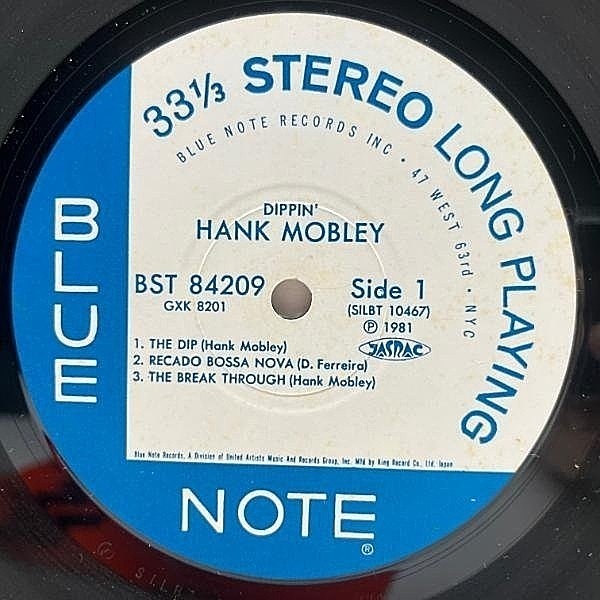 33 1/3 STEREO LONG PLAYING
BLUE NOTE RECORDS INC • 47 WEST 63rd • NYC
BLUE
DIPPIN'
HANK MOBLEY
BST 84209
GXK 8201
Side 1
(SILBT 10467)
Ⓟ 1981
JASRAC
1. THE DIP (Hank Mobley)
2. RECADO BOSSA NOVA (D. Ferreira)
3. THE BREAK THROUGH (Hank Mobley)
Blue Note Records, A Division of United Artists Music And Records Group, Inc. Mfd by King Record Co., Ltd. Japan
NOTE®